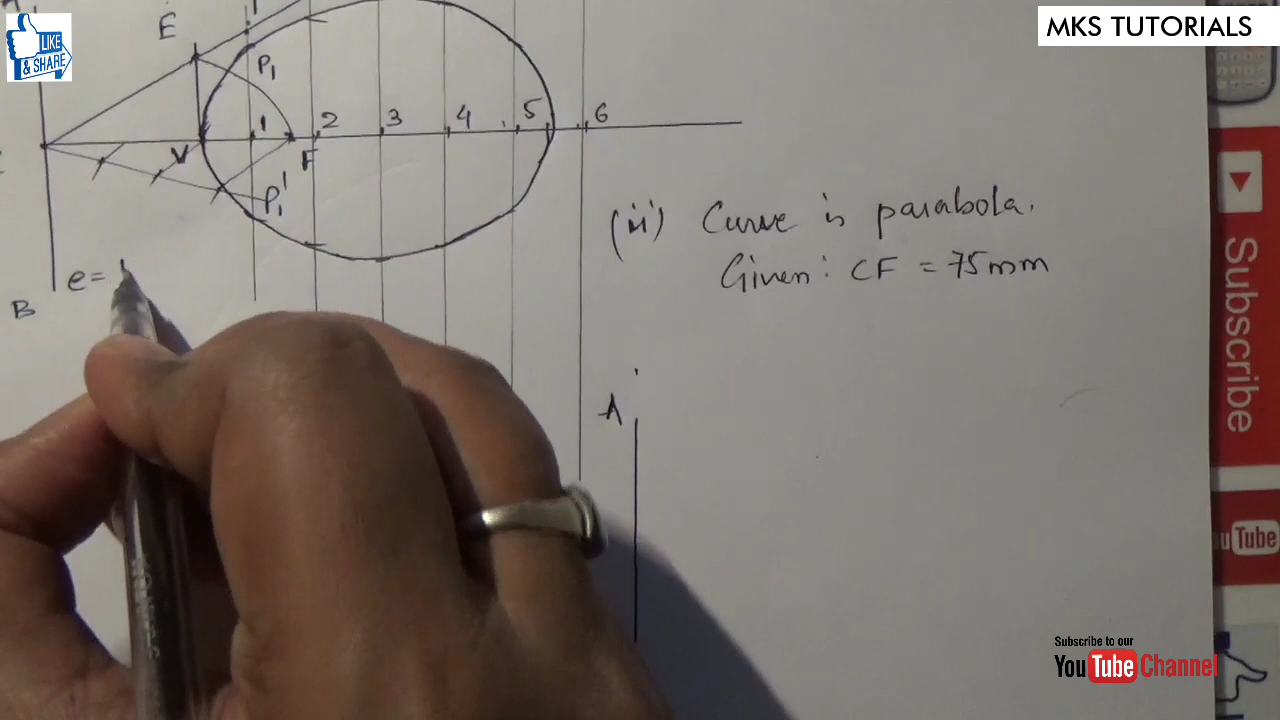 MKS TUTORIALS
LIKE
& SHARE
E
P₁
1 2 3 4 5 6
V F
P₁'
(ii) Curve is parabola.
Given: CF = 75mm
e=
B
A
Subscribe
uTube
Subscribe to our
YouTube Channel